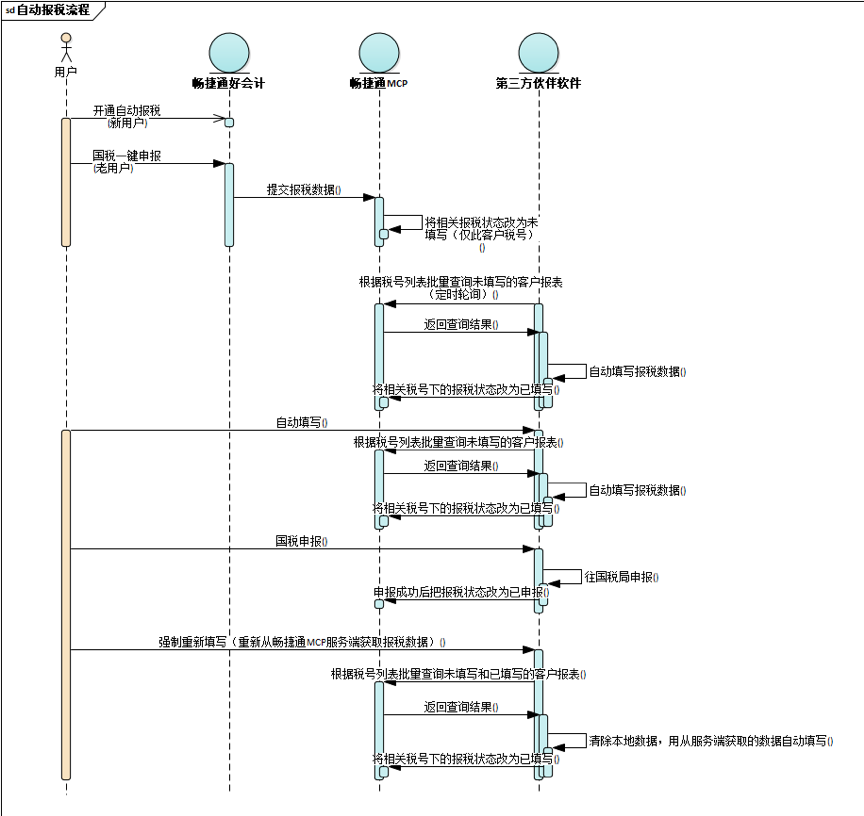 sd 自动报税流程
用户
畅捷通好会计
畅捷通MCP
第三方伙伴软件
开通自动报税
(新用户)
国税一键申报
(老用户)
提交报税数据()
将相关报税状态改为未
填写（仅此客户税号）
()
根据税号列表批量查询未填写的客户报表
（定时轮询）()
返回查询结果()
自动填写报税数据()
将相关税号下的报税状态改为已填写()
自动填写()
根据税号列表批量查询未填写的客户报表()
返回查询结果()
自动填写报税数据()
将相关税号下的报税状态改为已填写()
国税申报()
往国税局申报()
申报成功后把报税状态改为已申报()
强制重新填写（重新从畅捷通MCP服务端获取报税数据）()
根据税号列表批量查询未填写和已填写的客户报表()
返回查询结果()
清除本地数据，用从服务端获取的数据自动填写()
将相关税号下的报税状态改为已填写()